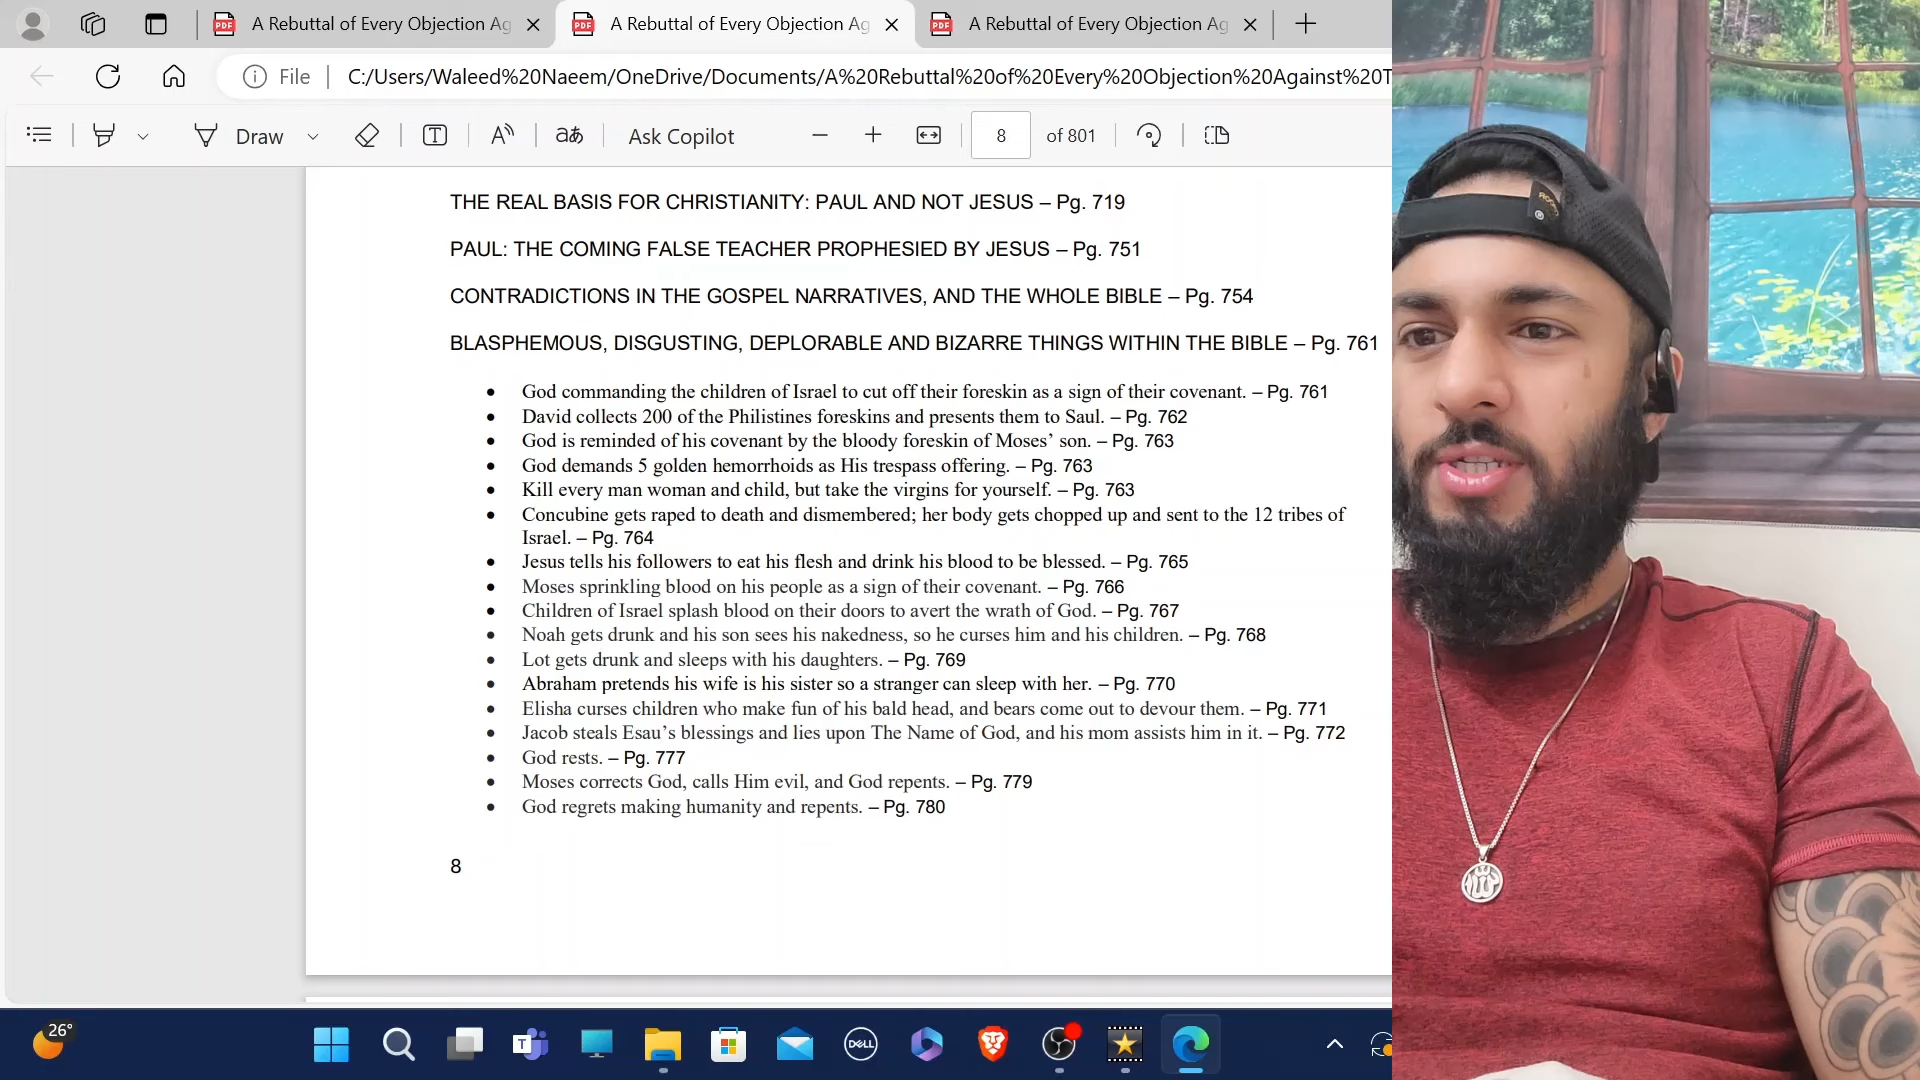 A Rebuttal of Every Objection Ag
A Rebuttal of Every Objection Ag
A Rebuttal of Every Objection Ag
File
C:/Users/Waleed%20Naeem/OneDrive/Documents/A%20Rebuttal%20of%20Every%20Objection%20Against%20T
Draw
Ask Copilot
8 of 801
THE REAL BASIS FOR CHRISTIANITY: PAUL AND NOT JESUS – Pg. 719
PAUL: THE COMING FALSE TEACHER PROPHESIED BY JESUS – Pg. 751
CONTRADICTIONS IN THE GOSPEL NARRATIVES, AND THE WHOLE BIBLE – Pg. 754
BLASPHEMOUS, DISGUSTING, DEPLORABLE AND BIZARRE THINGS WITHIN THE BIBLE – Pg. 761
• God commanding the children of Israel to cut off their foreskin as a sign of their covenant. – Pg. 761
• David collects 200 of the Philistines foreskins and presents them to Saul. – Pg. 762
• God is reminded of his covenant by the bloody foreskin of Moses’ son. – Pg. 763
• God demands 5 golden hemorrhoids as His trespass offering. – Pg. 763
• Kill every man woman and child, but take the virgins for yourself. – Pg. 763
• Concubine gets raped to death and dismembered; her body gets chopped up and sent to the 12 tribes of
Israel. – Pg. 764
• Jesus tells his followers to eat his flesh and drink his blood to be blessed. – Pg. 765
• Moses sprinkling blood on his people as a sign of their covenant. – Pg. 766
• Children of Israel splash blood on their doors to avert the wrath of God. – Pg. 767
• Noah gets drunk and his son sees his nakedness, so he curses him and his children. – Pg. 768
• Lot gets drunk and sleeps with his daughters. – Pg. 769
• Abraham pretends his wife is his sister so a stranger can sleep with her. – Pg. 770
• Elisha curses children who make fun of his bald head, and bears come out to devour them. – Pg. 771
• Jacob steals Esau’s blessings and lies upon The Name of God, and his mom assists him in it. – Pg. 772
• God rests. – Pg. 777
• Moses corrects God, calls Him evil, and God repents. – Pg. 779
• God regrets making humanity and repents. – Pg. 780
8
26°
DELL
الله